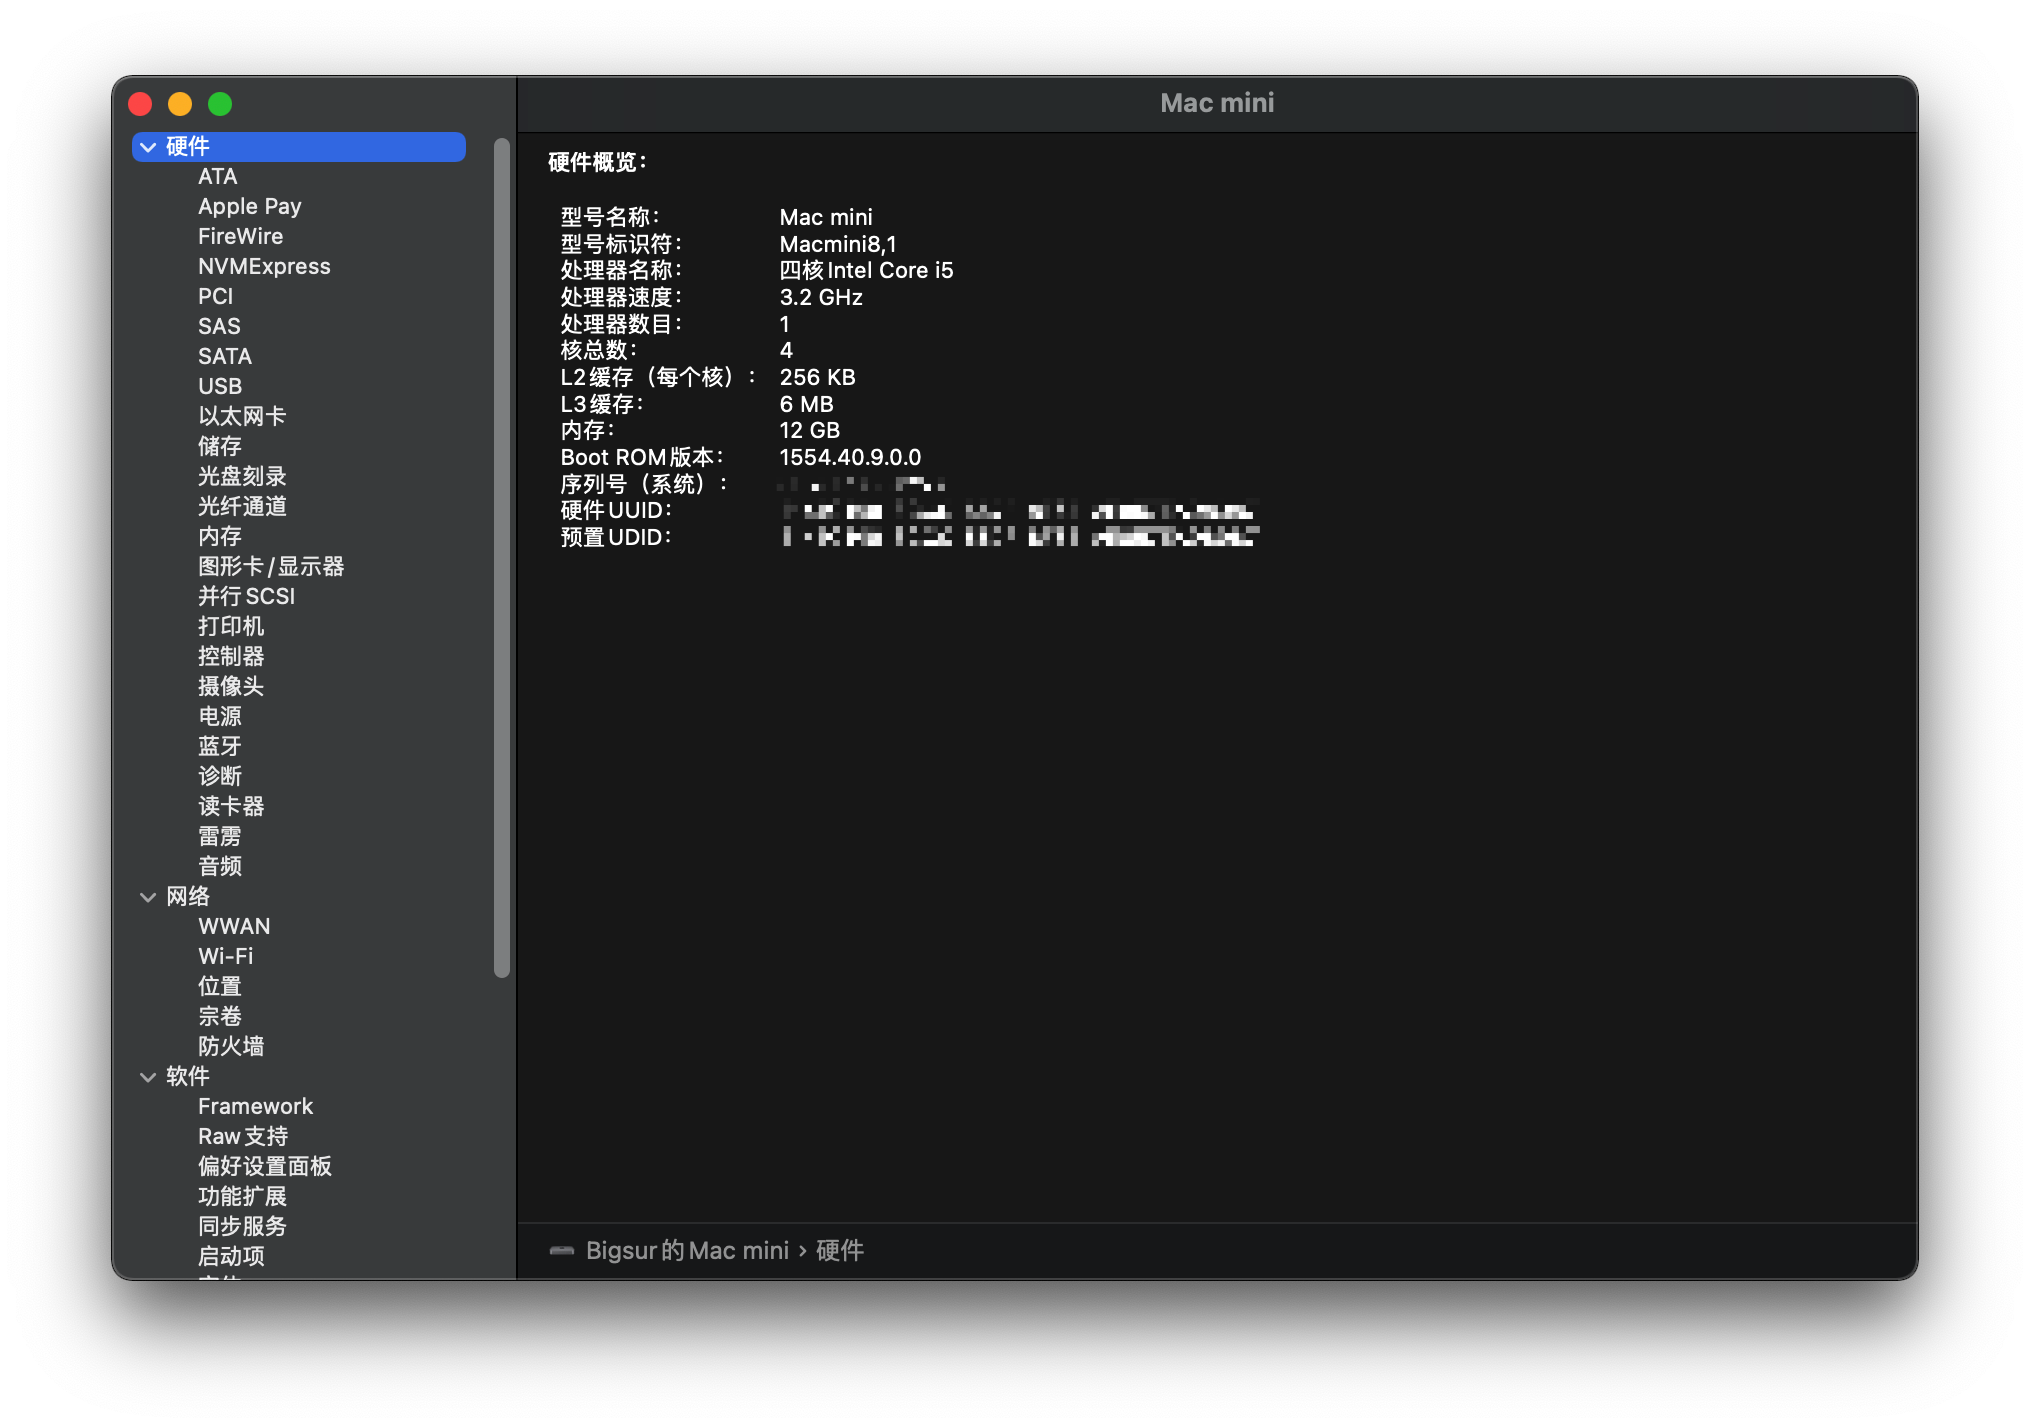 Mac mini
硬件
ATA
Apple Pay
FireWire
NVMExpress
PCI
SAS
SATA
USB
以太网卡
储存
光盘刻录
光纤通道
内存
图形卡/显示器
并行SCSI
打印机
控制器
摄像头
电源
蓝牙
诊断
读卡器
雷雳
音频
网络
WWAN
Wi-Fi
位置
宗卷
防火墙
软件
Framework
Raw支持
偏好设置面板
功能扩展
同步服务
启动项
硬件概览：
型号名称： Mac mini
型号标识符： Macmini8,1
处理器名称： 四核Intel Core i5
处理器速度： 3.2 GHz
处理器数目： 1
核总数： 4
L2缓存（每个核）： 256 KB
L3缓存： 6 MB
内存： 12 GB
Boot ROM版本： 1554.40.9.0.0
序列号（系统）：
硬件UUID：
预置UDID：
Bigsur的Mac mini › 硬件